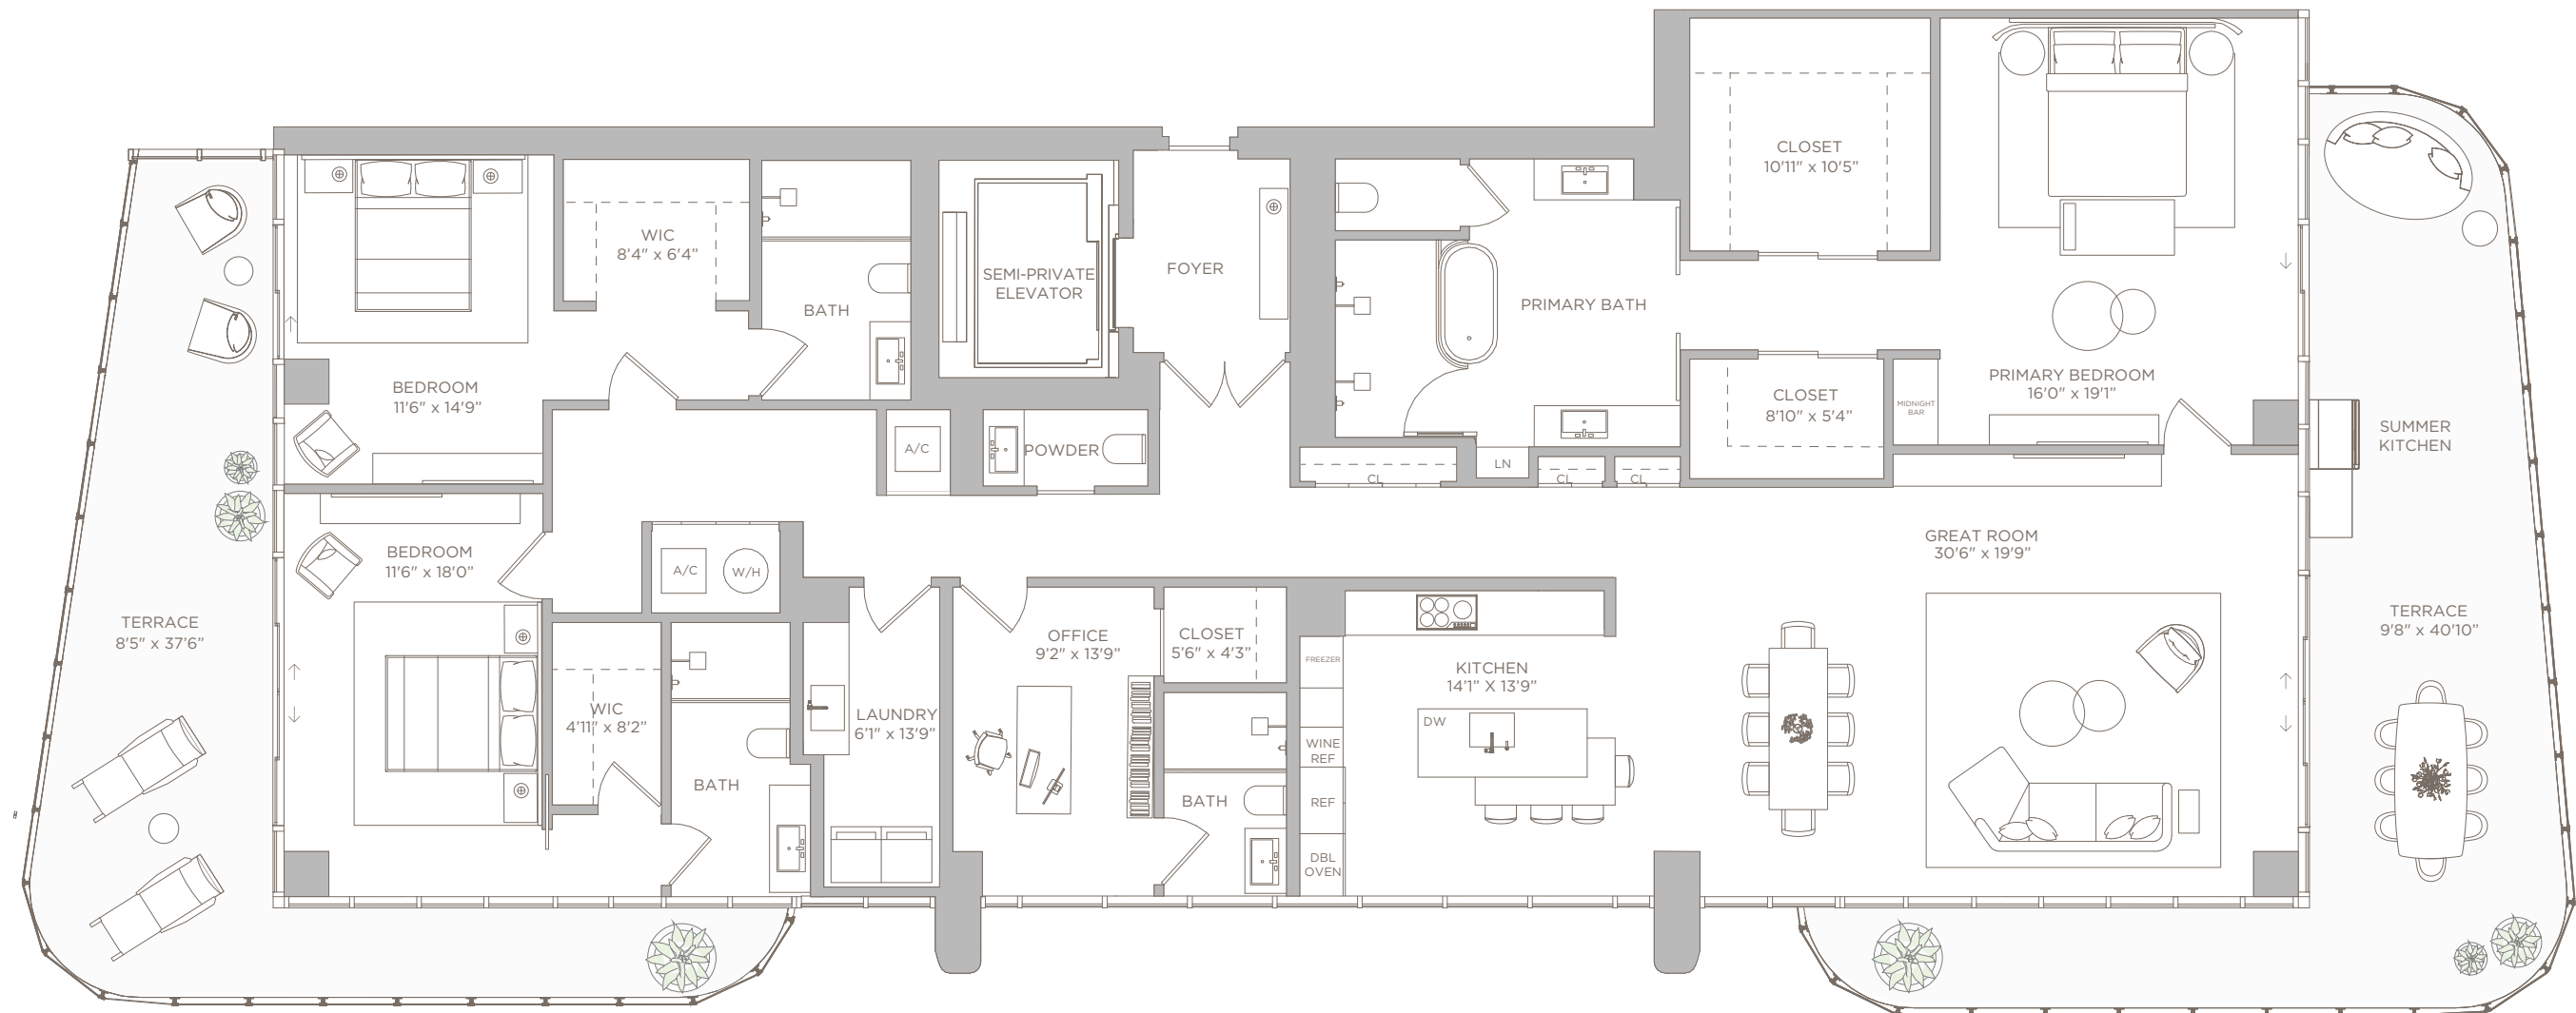 CLOSET
10'11" x 10'5"
WIC
8'4" x 6'4"
SEMI-PRIVATE
ELEVATOR
FOYER
BATH
PRIMARY BATH
BEDROOM
11'6" x 14'9"
PRIMARY BEDROOM
16'0" x 19'1"
CLOSET
8'10" x 5'4"
MIDNIGHT
BAR
SUMMER
KITCHEN
A/C
POWDER
LN
CL
CL
CL
GREAT ROOM
30'6" x 19'9"
BEDROOM
11'6" x 18'0"
A/C
W/H
TERRACE
8'5" x 37'6"
OFFICE
9'2" x 13'9"
CLOSET
5'6" x 4'3"
FREEZER
KITCHEN
14'1" X 13'9"
TERRACE
9'8" x 40'10"
WIC
4'11" x 8'2"
LAUNDRY
6'1" x 13'9"
DW
WINE
REF
BATH
BATH
REF
DBL
OVEN